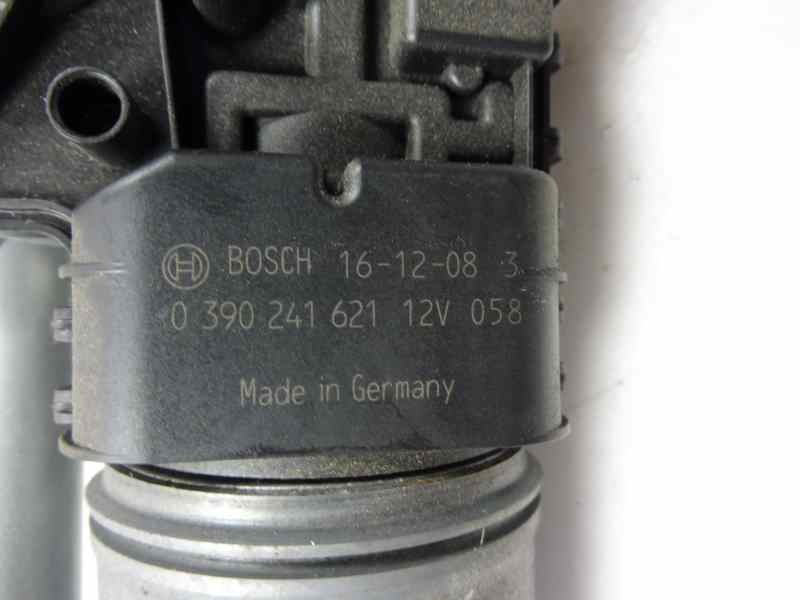 BOSCH 16-12-08 3
0 390 241 621 12V 058
Made in Germany